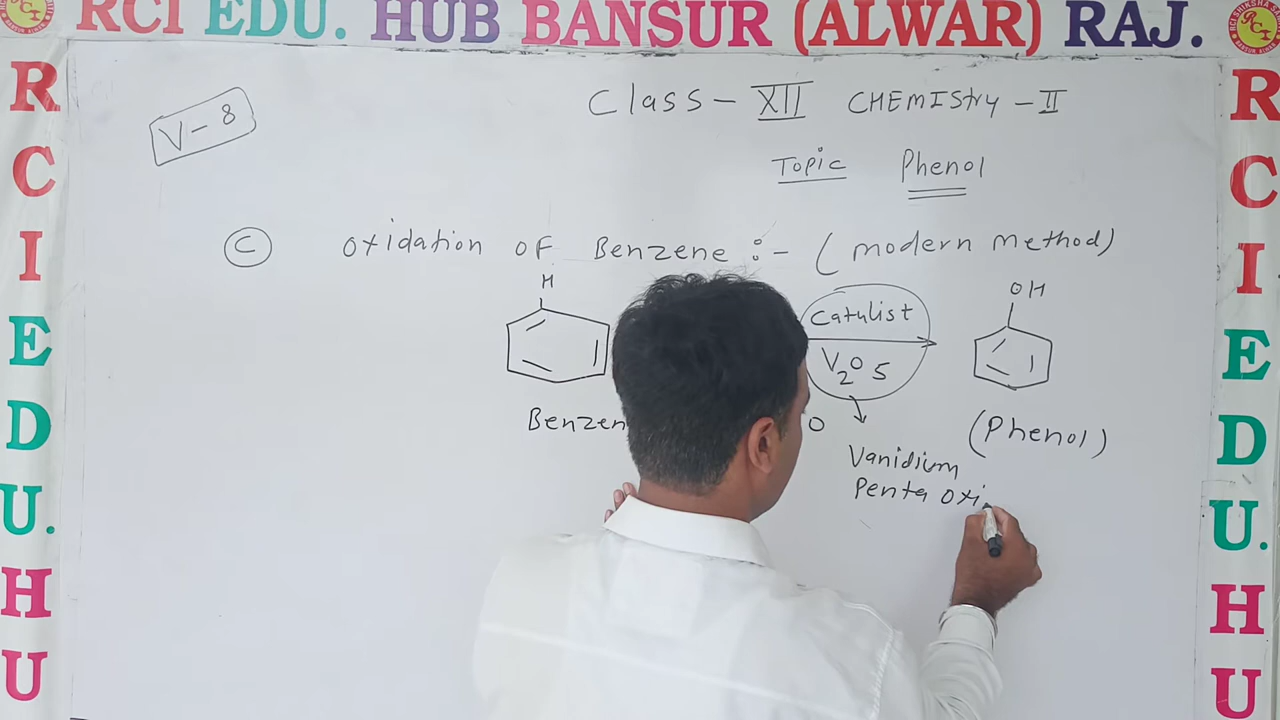 RCI EDU. HUB BANSUR (ALWAR) RAJ.
R
C
I
E
D
U.
H
U
R
C
I
E
D
U.
H
U
V-8
Class - XII CHEMIStry - II
Topic Phenol
C Oxidation of Benzene :- (modern method)
H
Catulist
V2O5
OH
Benzen
O
(Phenol)
Vanidium
Penta Oxi